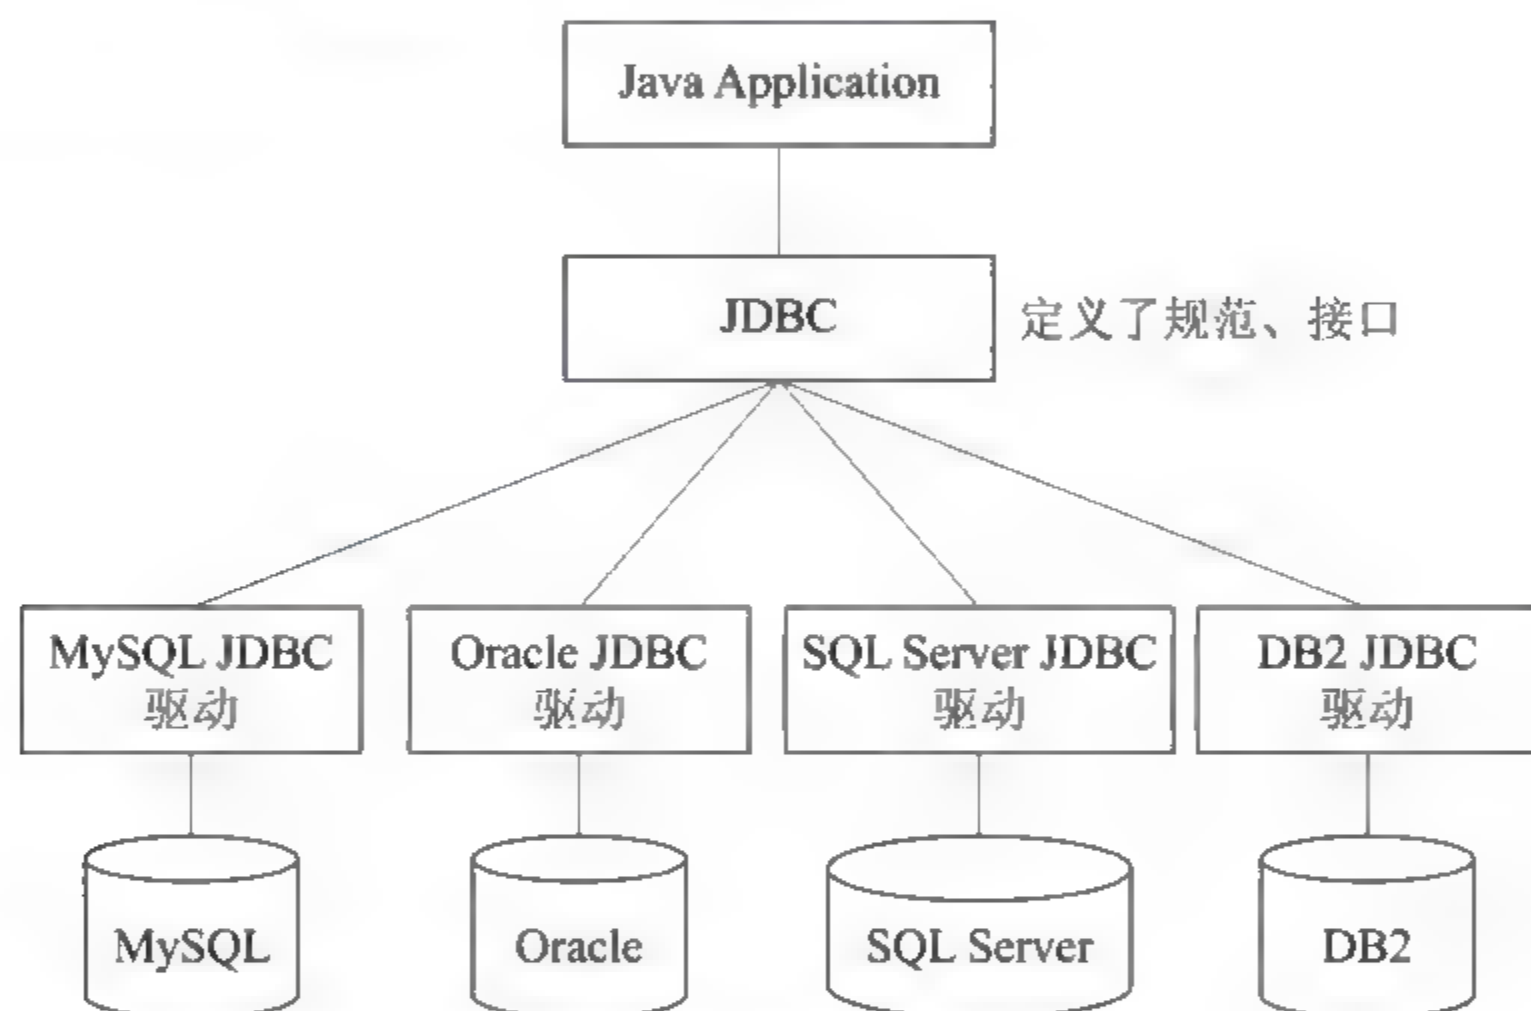 Java Application
JDBC
定义了规范、接口
MySQL JDBC
驱动
Oracle JDBC
驱动
SQL Server JDBC
驱动
DB2 JDBC
驱动
MySQL
Oracle
SQL Server
DB2